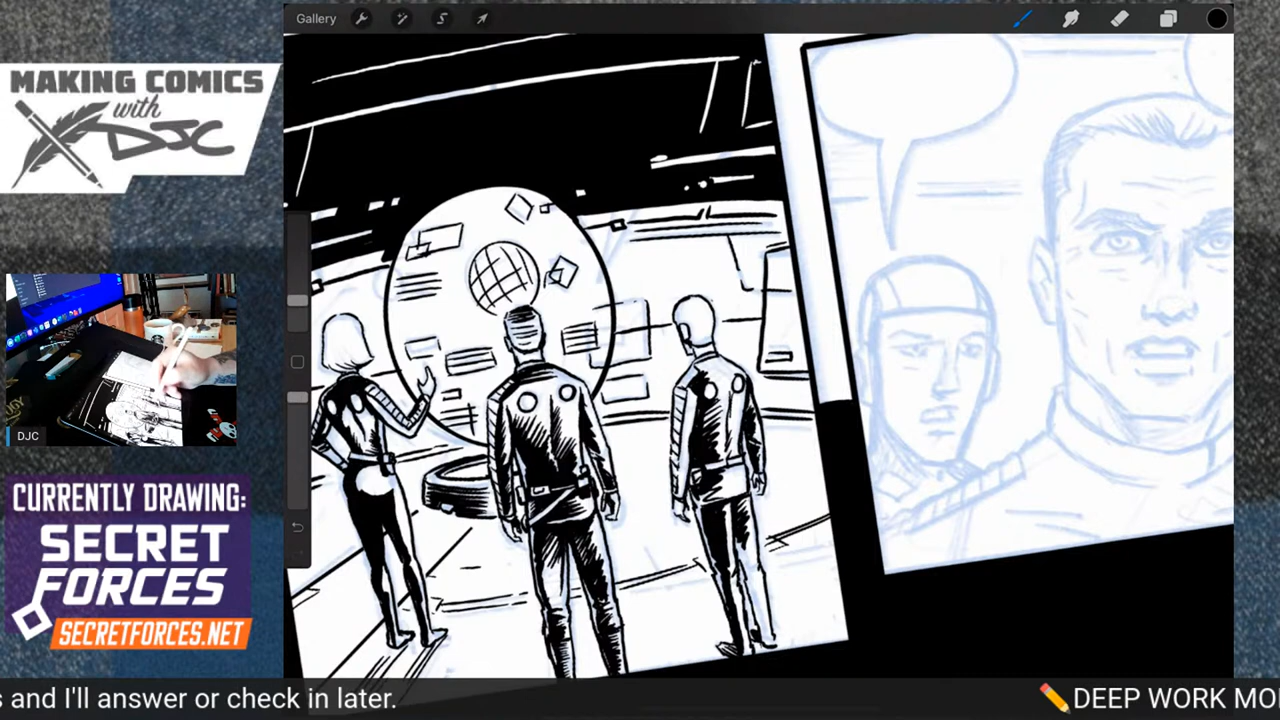 Gallery
MAKING COMICS
with
DJC
DJC
CURRENTLY DRAWING:
SECRET
FORCES
SECRETFORCES.NET
s and I'll answer or check in later.
✏️DEEP WORK MO